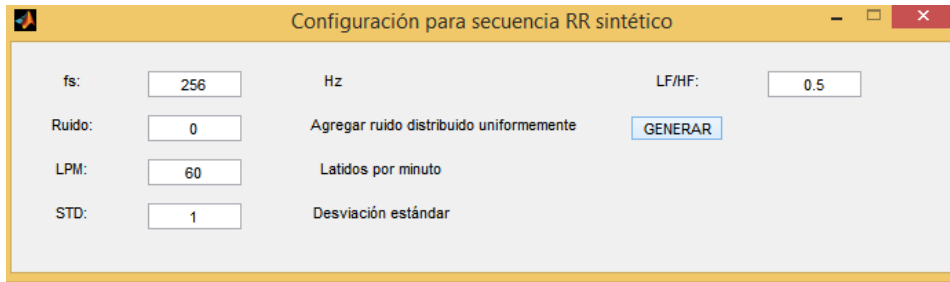 Configuración para secuencia RR sintético
fs: 256 Hz LF/HF: 0.5
Ruido: 0 Agregar ruido distribuido uniformemente GENERAR
LPM: 60 Latidos por minuto
STD: 1 Desviación estándar